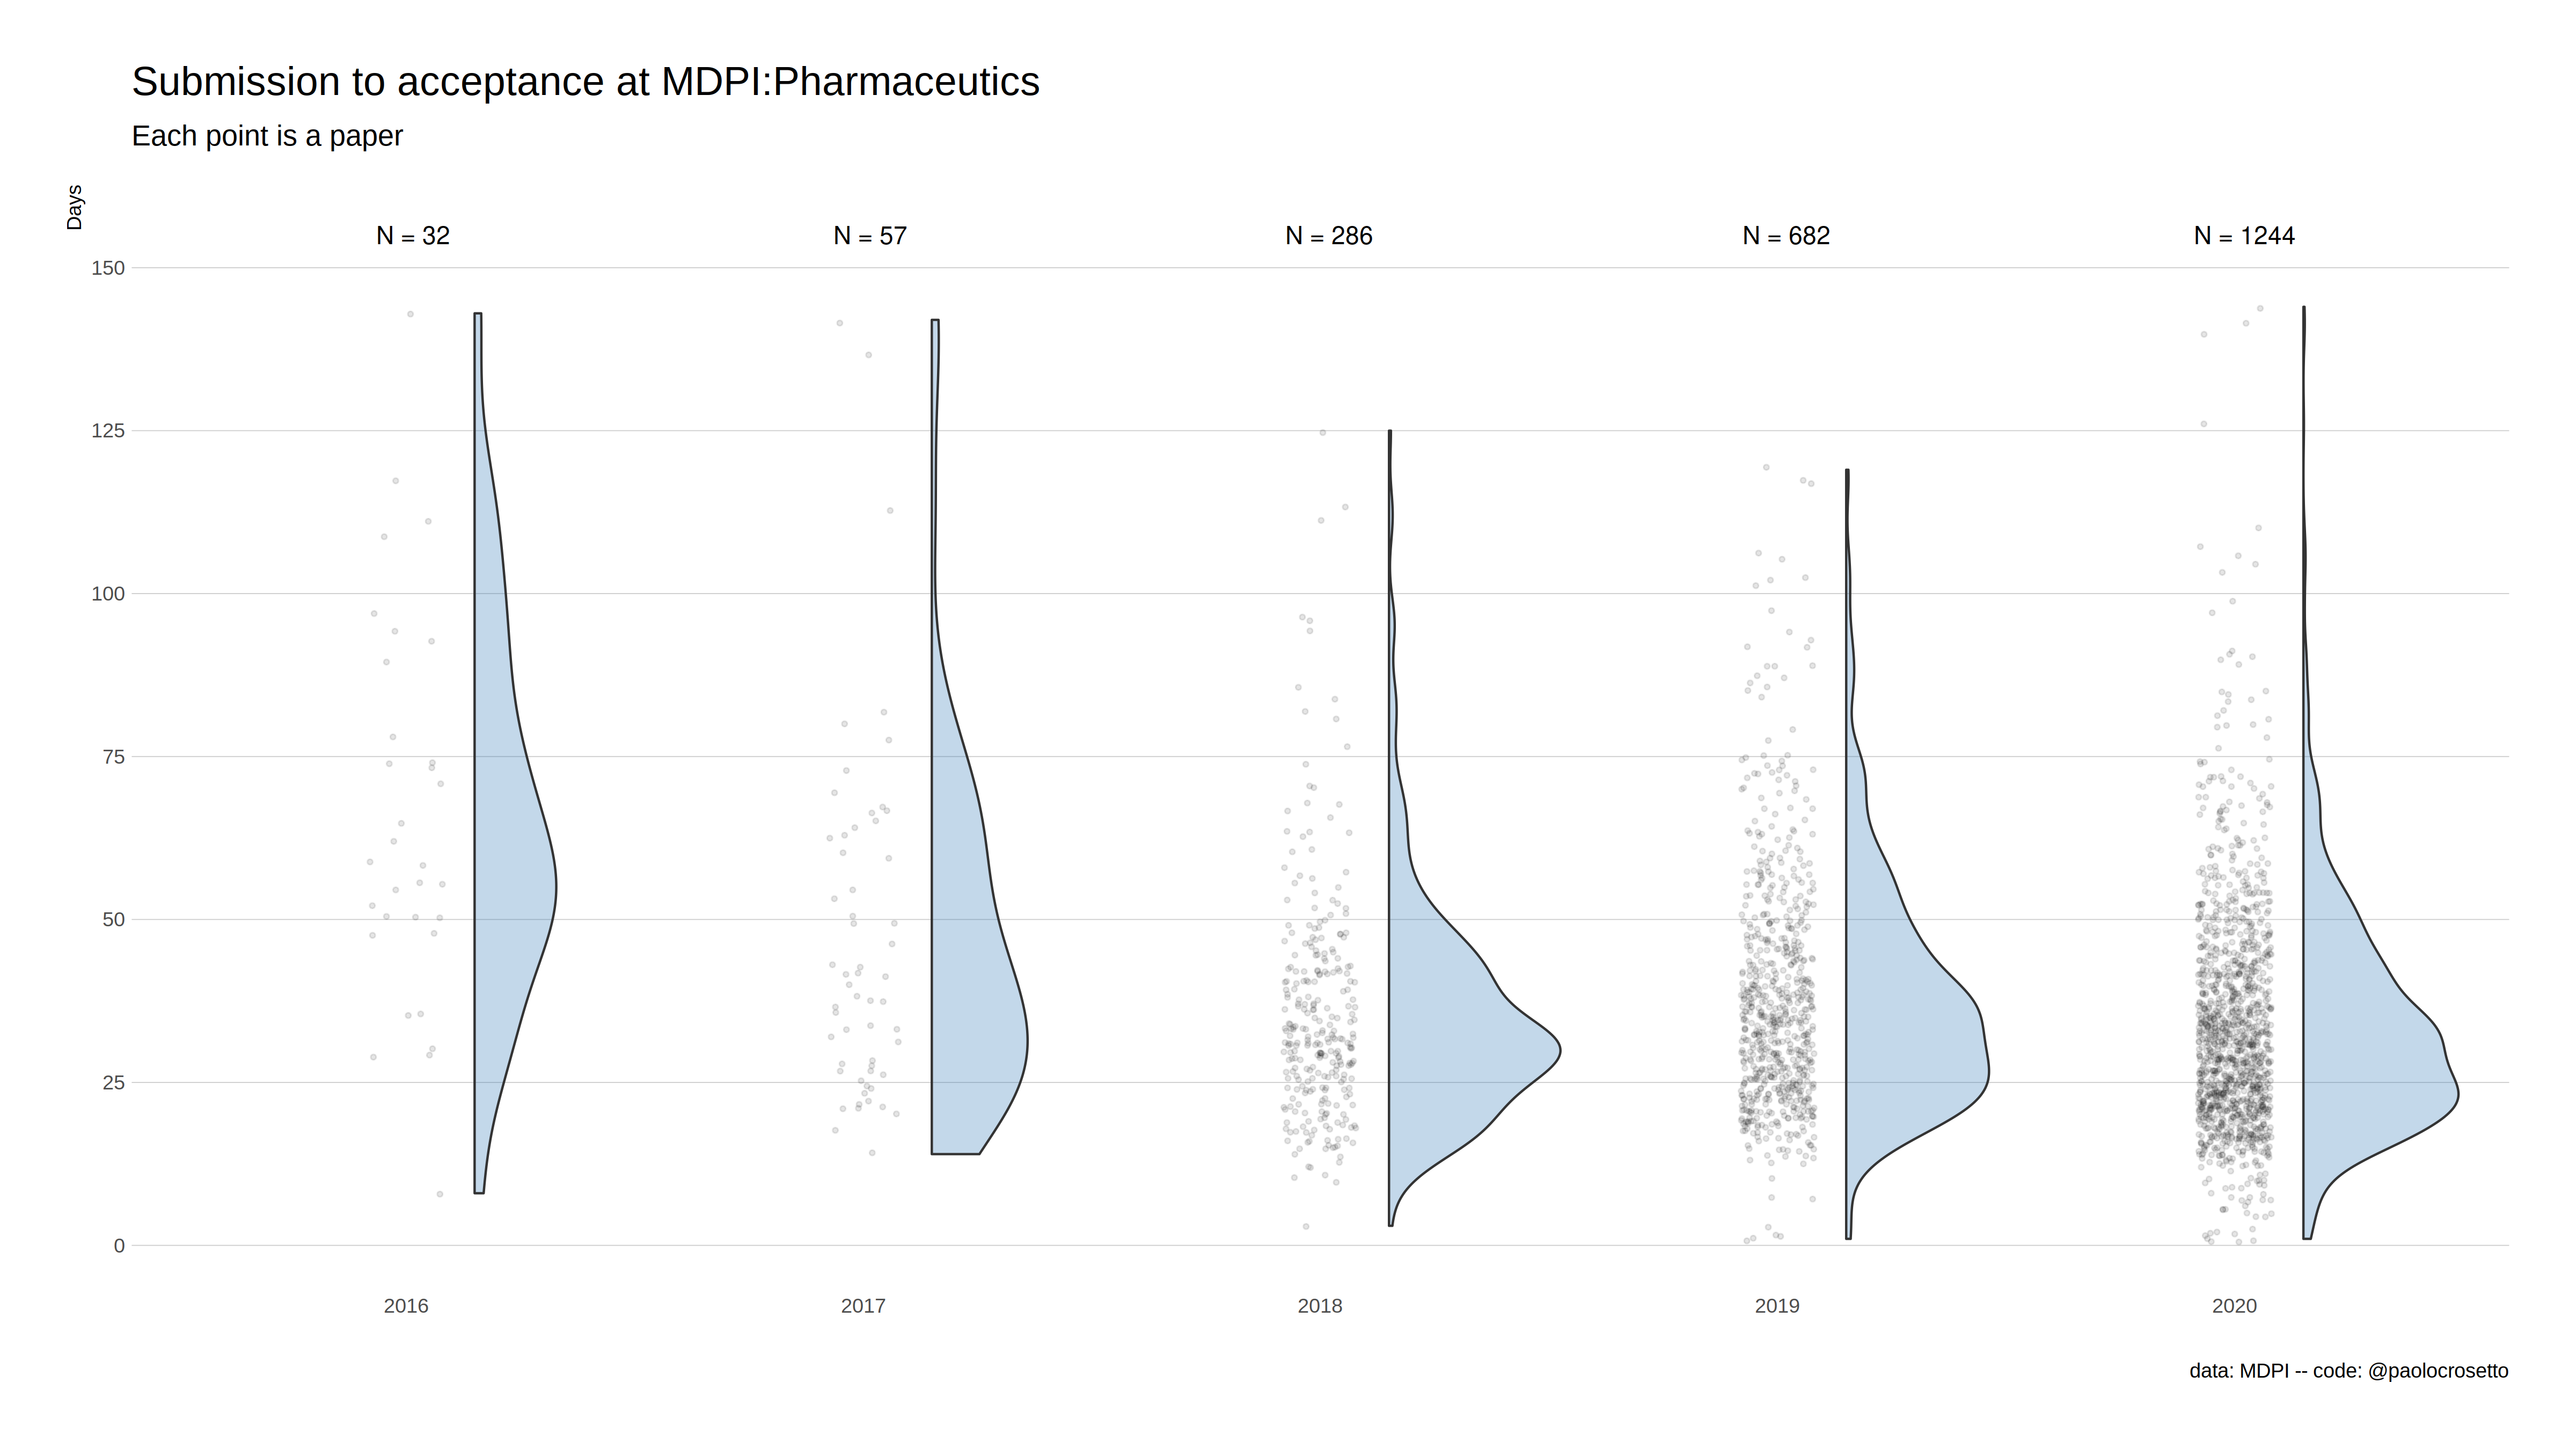 Submission to acceptance at MDPI:Pharmaceutics
Each point is a paper
Days
N = 32 N = 57 N = 286 N = 682 N = 1244
150
125
100
75
50
25
0
2016 2017 2018 2019 2020
data: MDPI -- code: @paolocrosetto